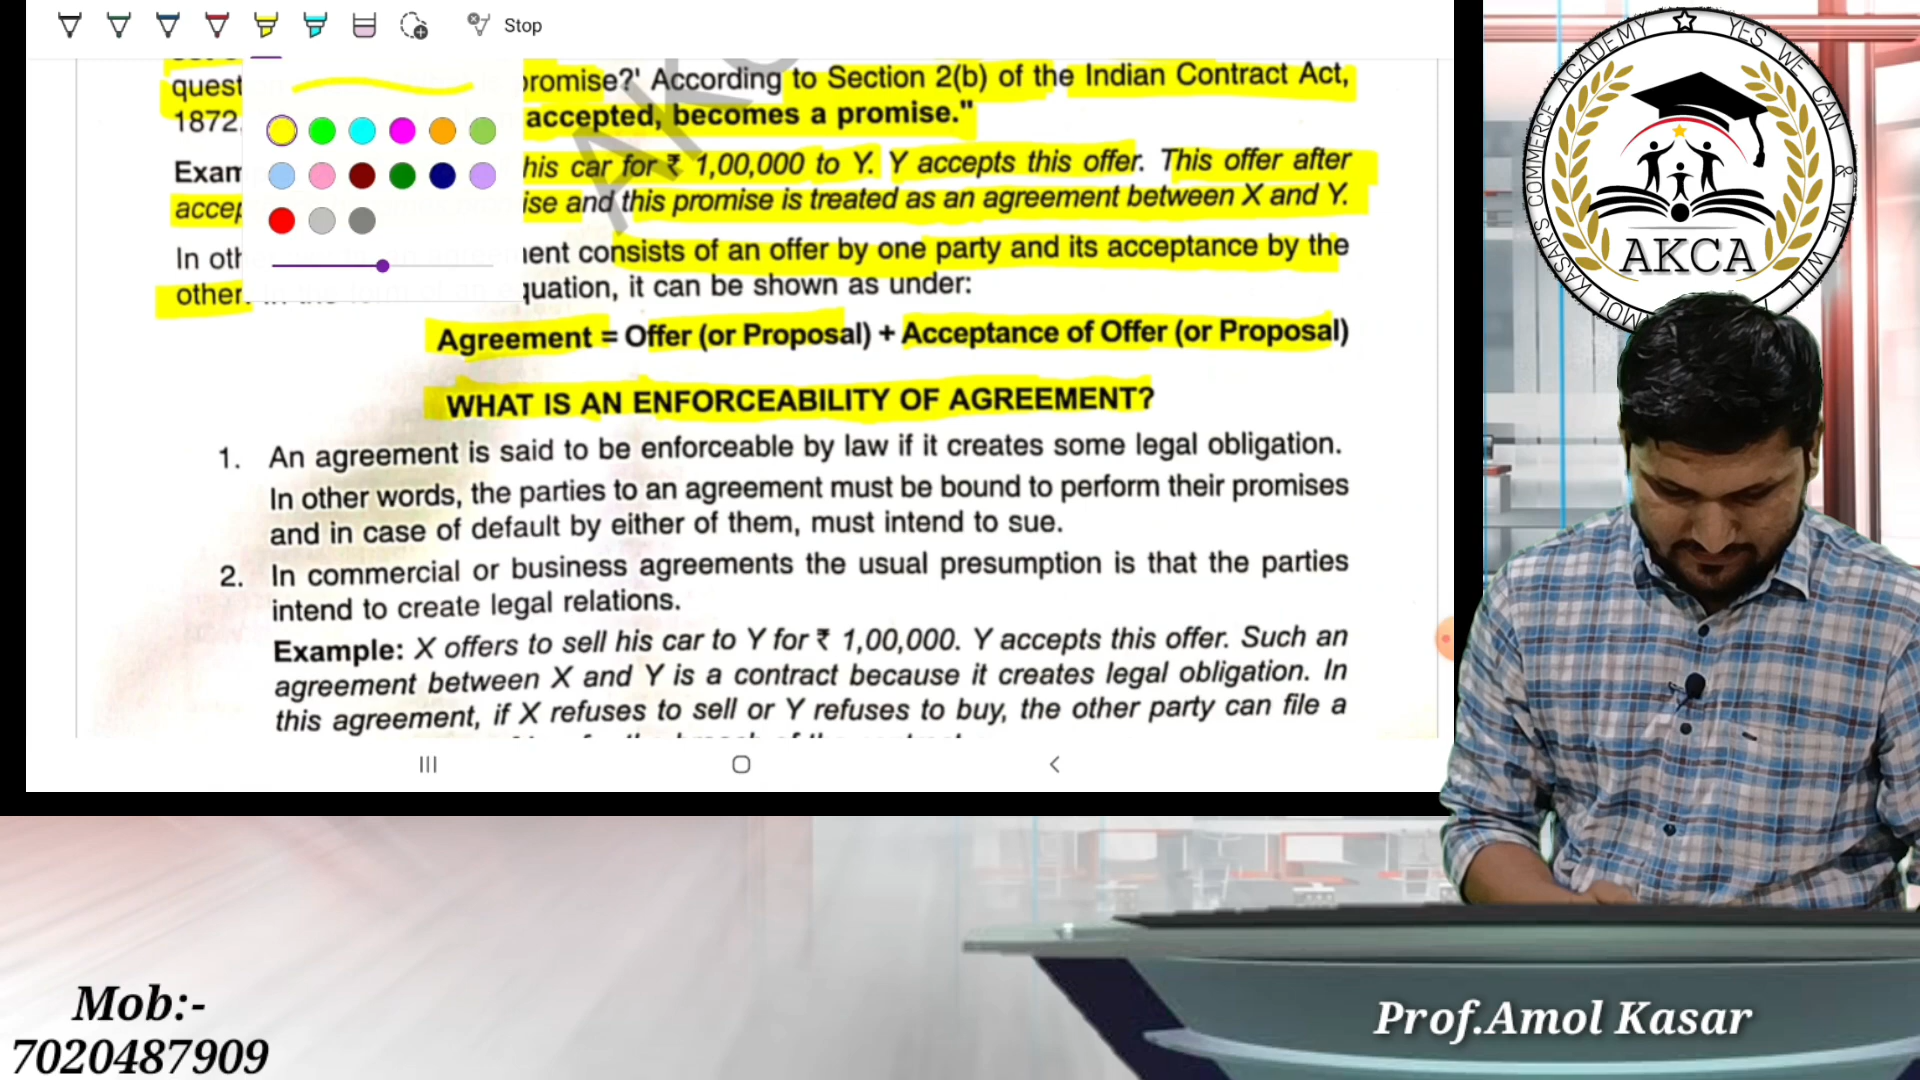 Stop
quest promise?' According to Section 2(b) of the Indian Contract Act,
1872. accepted, becomes a promise."
Exam his car for ₹ 1,00,000 to Y. Y accepts this offer. This offer after
accep ise and this promise is treated as an agreement between X and Y.
In oth ent consists of an offer by one party and its acceptance by the
other. In the form of an equation, it can be shown as under:
Agreement = Offer (or Proposal) + Acceptance of Offer (or Proposal)
WHAT IS AN ENFORCEABILITY OF AGREEMENT?
1. An agreement is said to be enforceable by law if it creates some legal obligation.
In other words, the parties to an agreement must be bound to perform their promises
and in case of default by either of them, must intend to sue.
2. In commercial or business agreements the usual presumption is that the parties
intend to create legal relations.
Example: X offers to sell his car to Y for ₹ 1,00,000. Y accepts this offer. Such an
agreement between X and Y is a contract because it creates legal obligation. In
this agreement, if X refuses to sell or Y refuses to buy, the other party can file a
AMOL KASAR'S COMMERCE ACADEMY
YES WE CAN & WE WILL
AKCA
Mob:-
7020487909
Prof.Amol Kasar